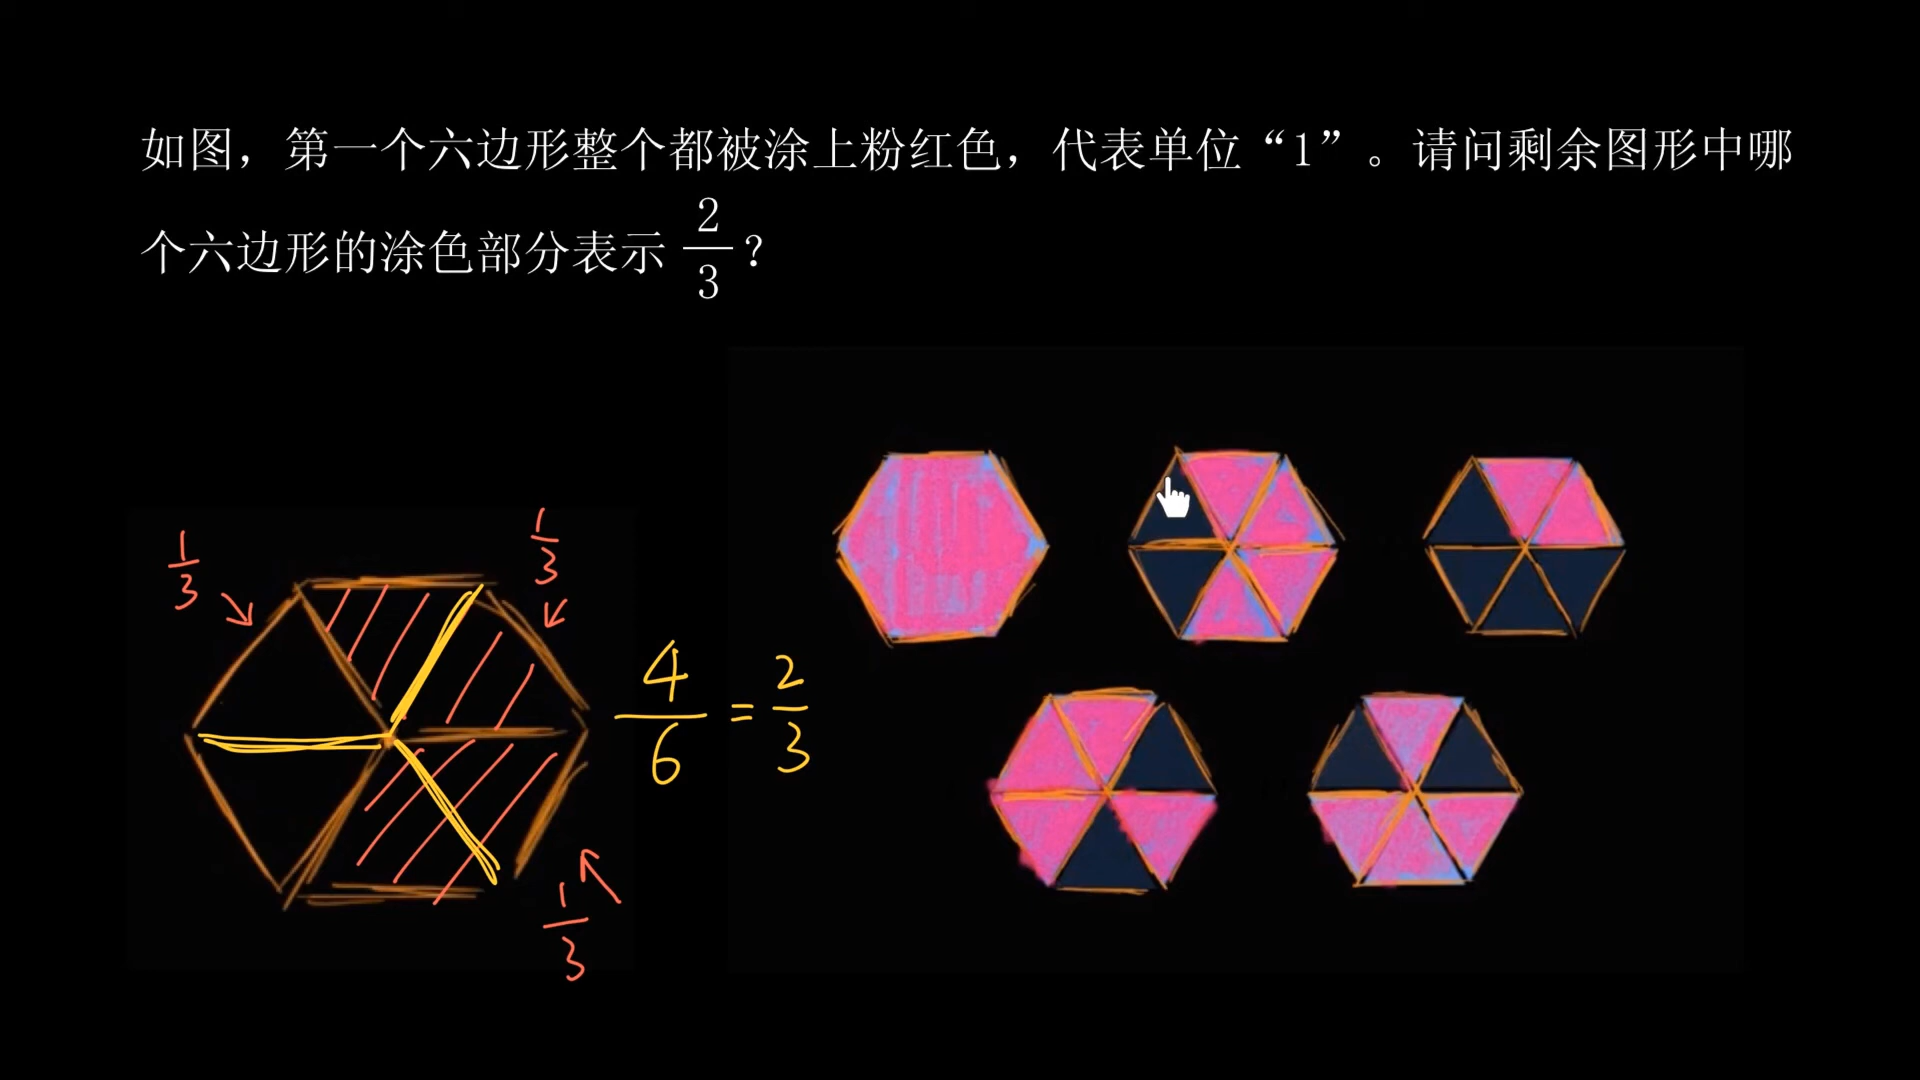 如图，第一个六边形整个都被涂上粉红色，代表单位“1”。请问剩余图形中哪
个六边形的涂色部分表示 2/3？
1/3
1/3
4/6 = 2/3
1/3